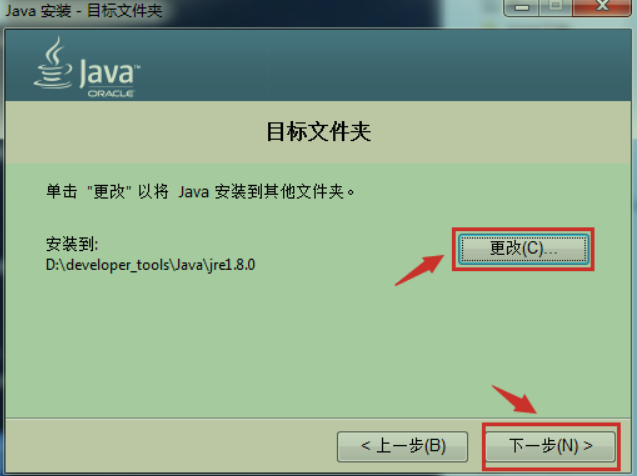 Java 安装 - 目标文件夹
Java™
ORACLE
目标文件夹
单击 "更改" 以将 Java 安装到其他文件夹。
安装到:
更改(C)...
D:\developer_tools\Java\jre1.8.0
< 上一步(B)
下一步(N) >